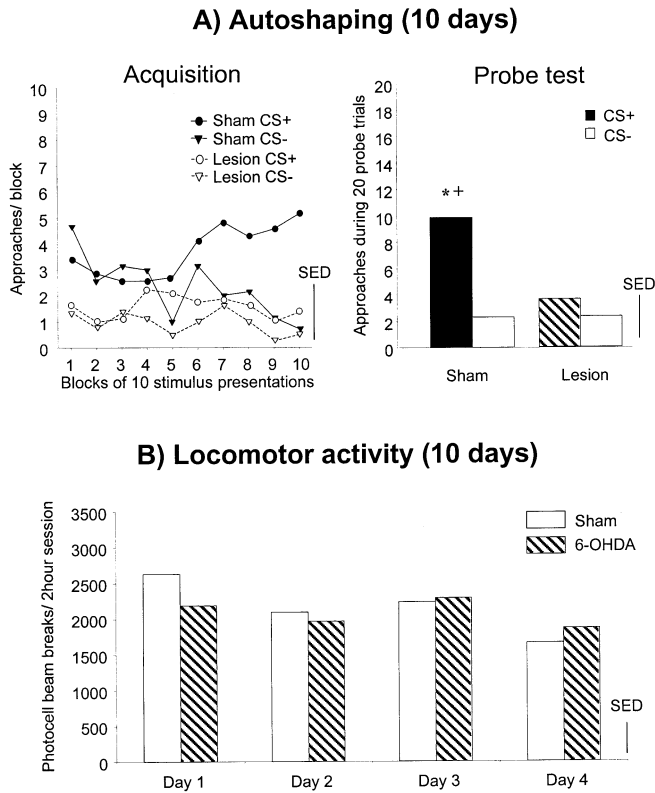 A) Autoshaping (10 days)
Acquisition
Approaches/ block
10
9
8
7
6
5
4
3
2
1
0
Sham CS+
Sham CS-
Lesion CS+
Lesion CS-
SED
1 2 3 4 5 6 7 8 9 10
Blocks of 10 stimulus presentations
Probe test
Approaches during 20 probe trials
20
18
16
14
12
10
8
6
4
2
0
CS+
CS-
*+
SED
Sham Lesion
B) Locomotor activity (10 days)
Photocell beam breaks/ 2hour session
3500
3000
2500
2000
1500
1000
500
0
Sham
6-OHDA
SED
Day 1 Day 2 Day 3 Day 4